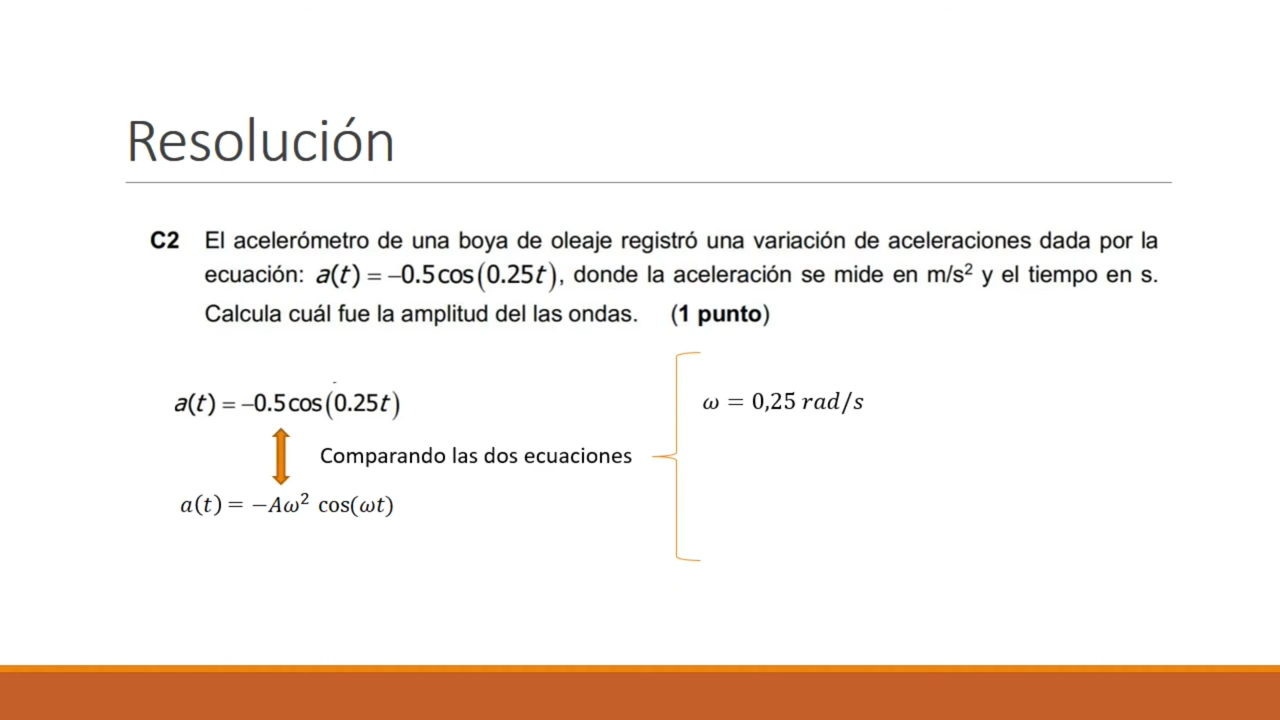 Resolución
C2 El acelerómetro de una boya de oleaje registró una variación de aceleraciones dada por la
ecuación: a(t) = –0.5cos(0.25t), donde la aceleración se mide en m/s² y el tiempo en s.
Calcula cuál fue la amplitud del las ondas. (1 punto)
a(t) = –0.5cos(0.25t)
ω = 0,25 rad/s
Comparando las dos ecuaciones
a(t) = −Aω² cos(ωt)